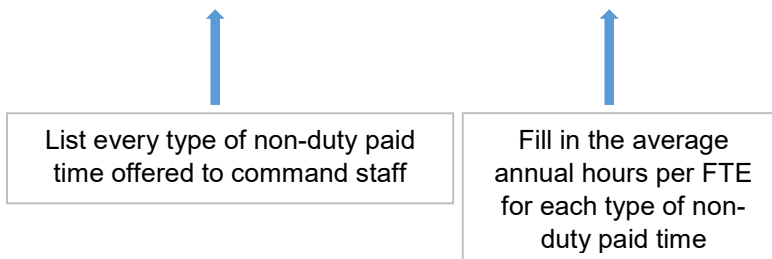 List every type of non-duty paid
time offered to command staff
Fill in the average
annual hours per FTE
for each type of non-
duty paid time